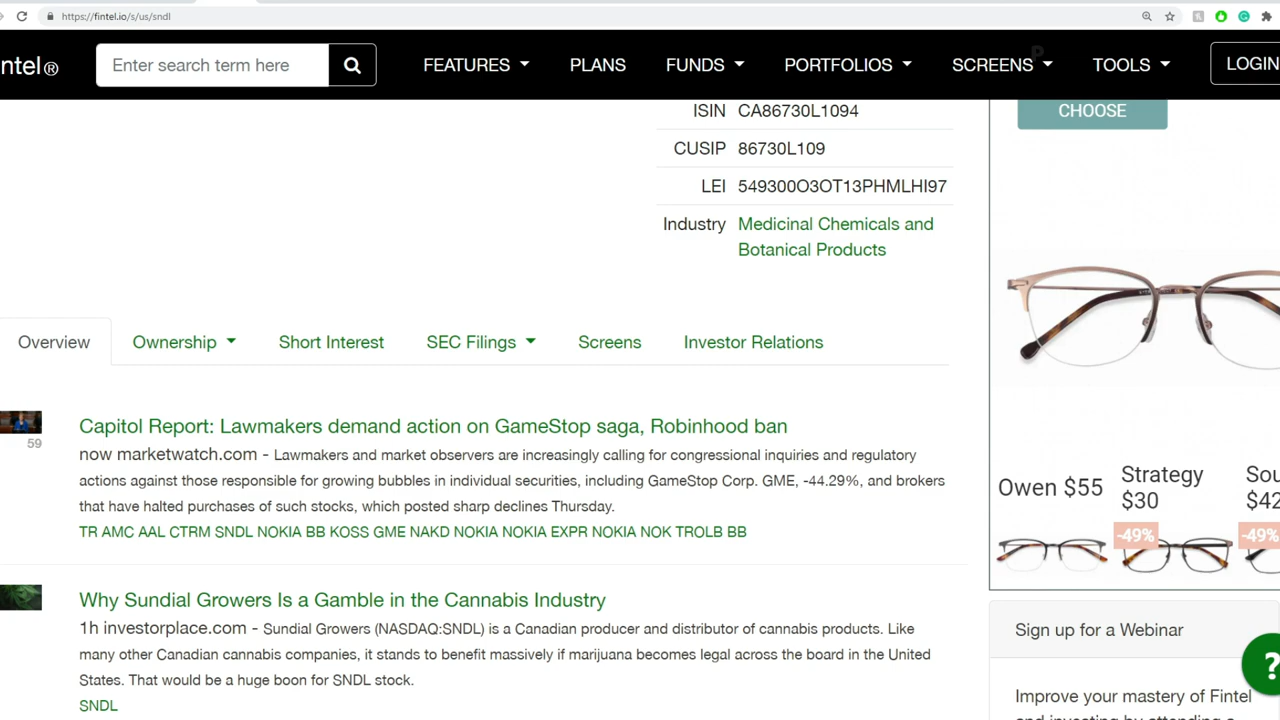 https://fintel.io/s/us/sndl
ntel®
Enter search term here
FEATURES
PLANS
FUNDS
PORTFOLIOS
SCREENS
TOOLS
LOGIN
ISIN CA86730L1094
CUSIP 86730L109
LEI 549300O3OT13PHMLHI97
Industry Medicinal Chemicals and
Botanical Products
CHOOSE
Overview
Ownership
Short Interest
SEC Filings
Screens
Investor Relations
59
Capitol Report: Lawmakers demand action on GameStop saga, Robinhood ban
now marketwatch.com - Lawmakers and market observers are increasingly calling for congressional inquiries and regulatory
actions against those responsible for growing bubbles in individual securities, including GameStop Corp. GME, -44.29%, and brokers
that have halted purchases of such stocks, which posted sharp declines Thursday.
TR AMC AAL CTRM SNDL NOKIA BB KOSS GME NAKD NOKIA NOKIA EXPR NOKIA NOK TROLB BB
Why Sundial Growers Is a Gamble in the Cannabis Industry
1h investorplace.com - Sundial Growers (NASDAQ:SNDL) is a Canadian producer and distributor of cannabis products. Like
many other Canadian cannabis companies, it stands to benefit massively if marijuana becomes legal across the board in the United
States. That would be a huge boon for SNDL stock.
SNDL
Owen $55
Strategy
$30
Sou
$42
-49%
-49%
Sign up for a Webinar
Improve your mastery of Fintel
and investing by attending a
?